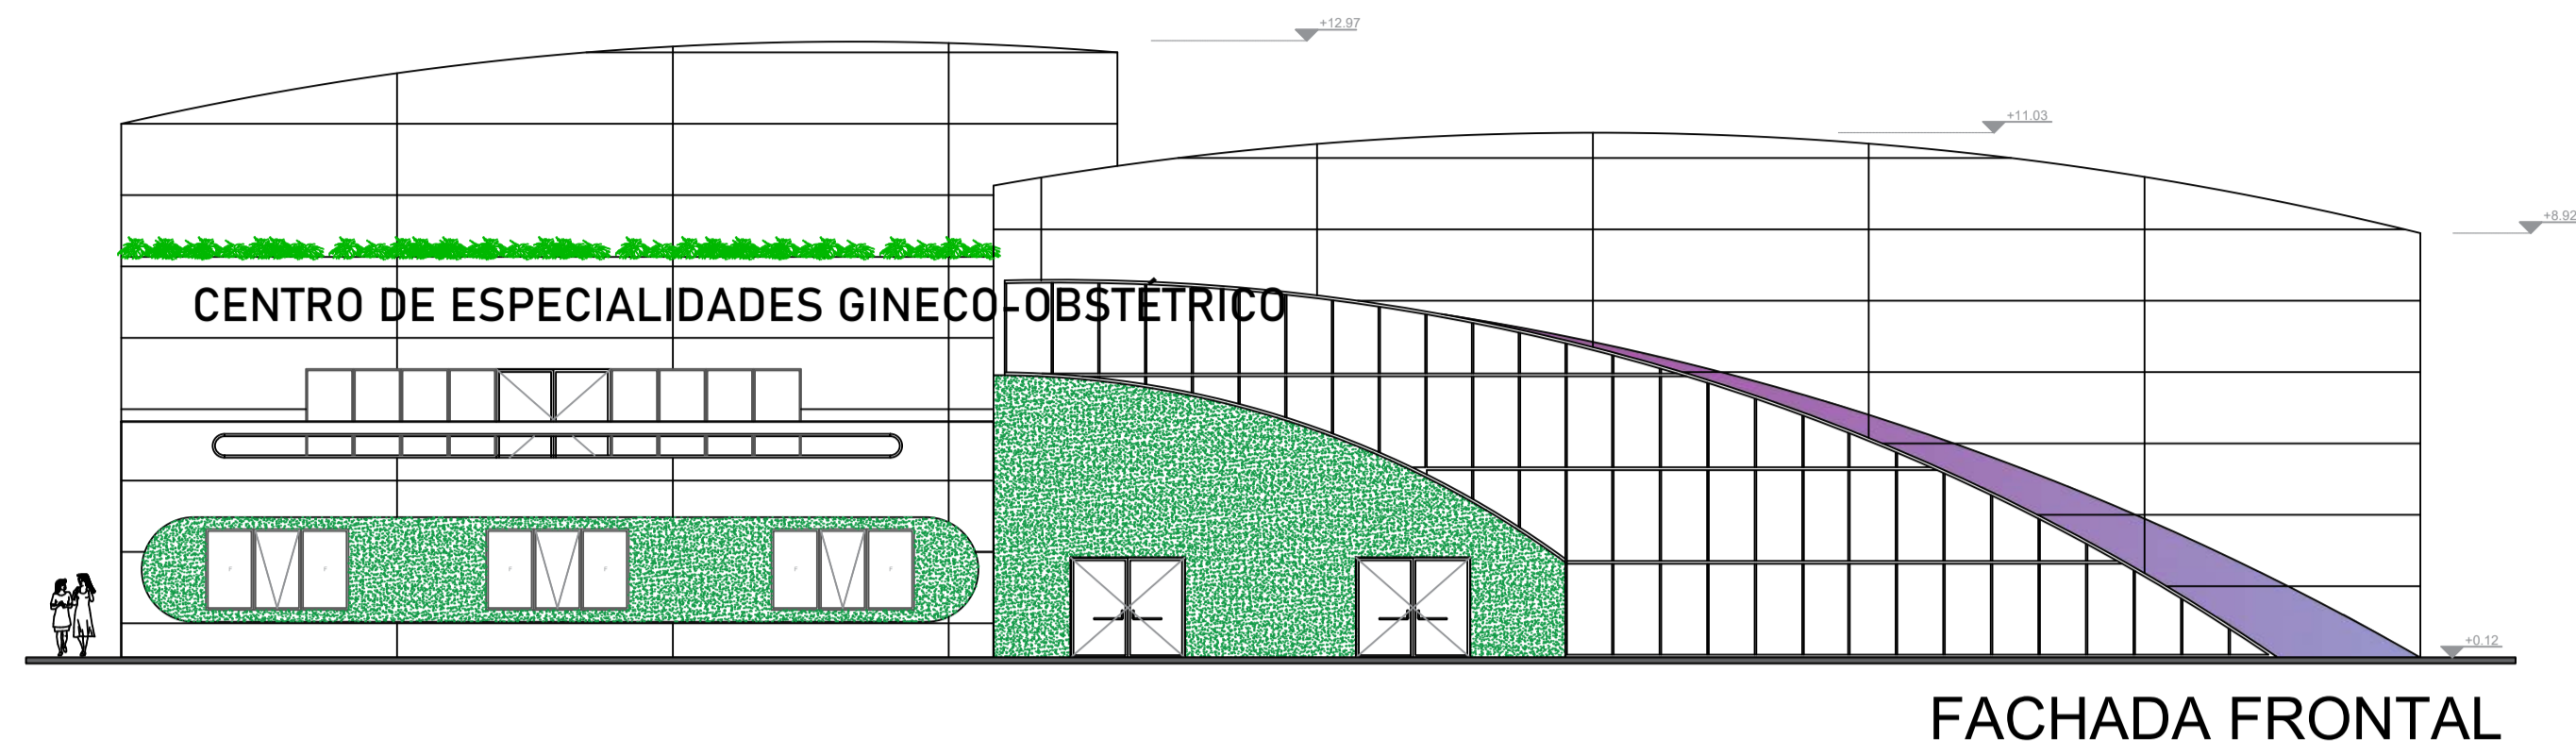 +12.97
+11.03
+8.92
CENTRO DE ESPECIALIDADES GINECO-OBSTÉTRICO
+0.12
FACHADA FRONTAL